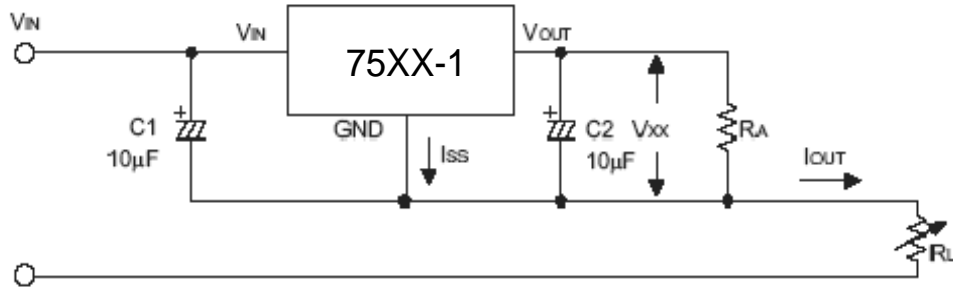 VIN
VIN
75XX-1
VOUT
GND
ISS
C1
10μF
C2
10μF
VXX
RA
IOUT
RL